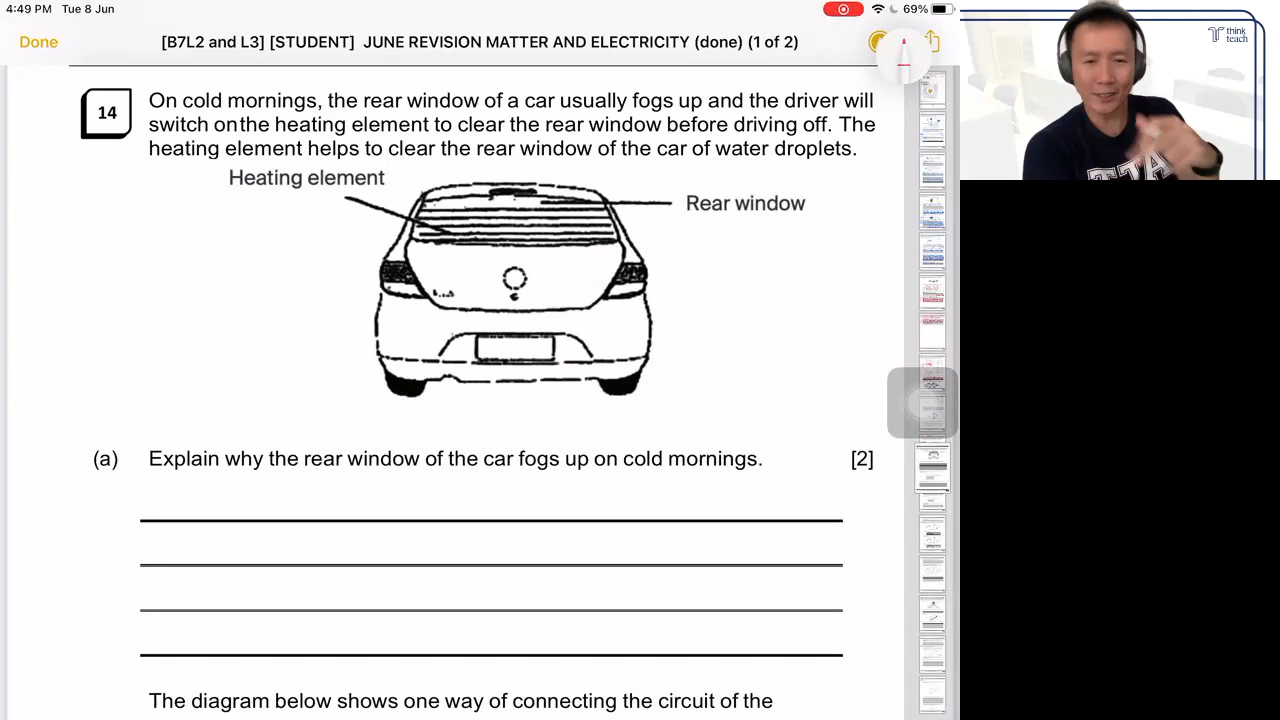 4:49 PM Tue 8 Jun
69%
Done
[B7L2 and L3] [STUDENT] JUNE REVISION MATTER AND ELECTRICITY (done) (1 of 2)
think
teach
14
On cold mornings, the rear window of a car usually fogs up and the driver will
switch on the heating element to clear the rear window before driving off. The
heating element helps to clear the rear window of the car of water droplets.
eating element
Rear window
(a) Explain why the rear window of the car fogs up on cold mornings. [2]
The diagram below shows one way of connecting the circuit of the